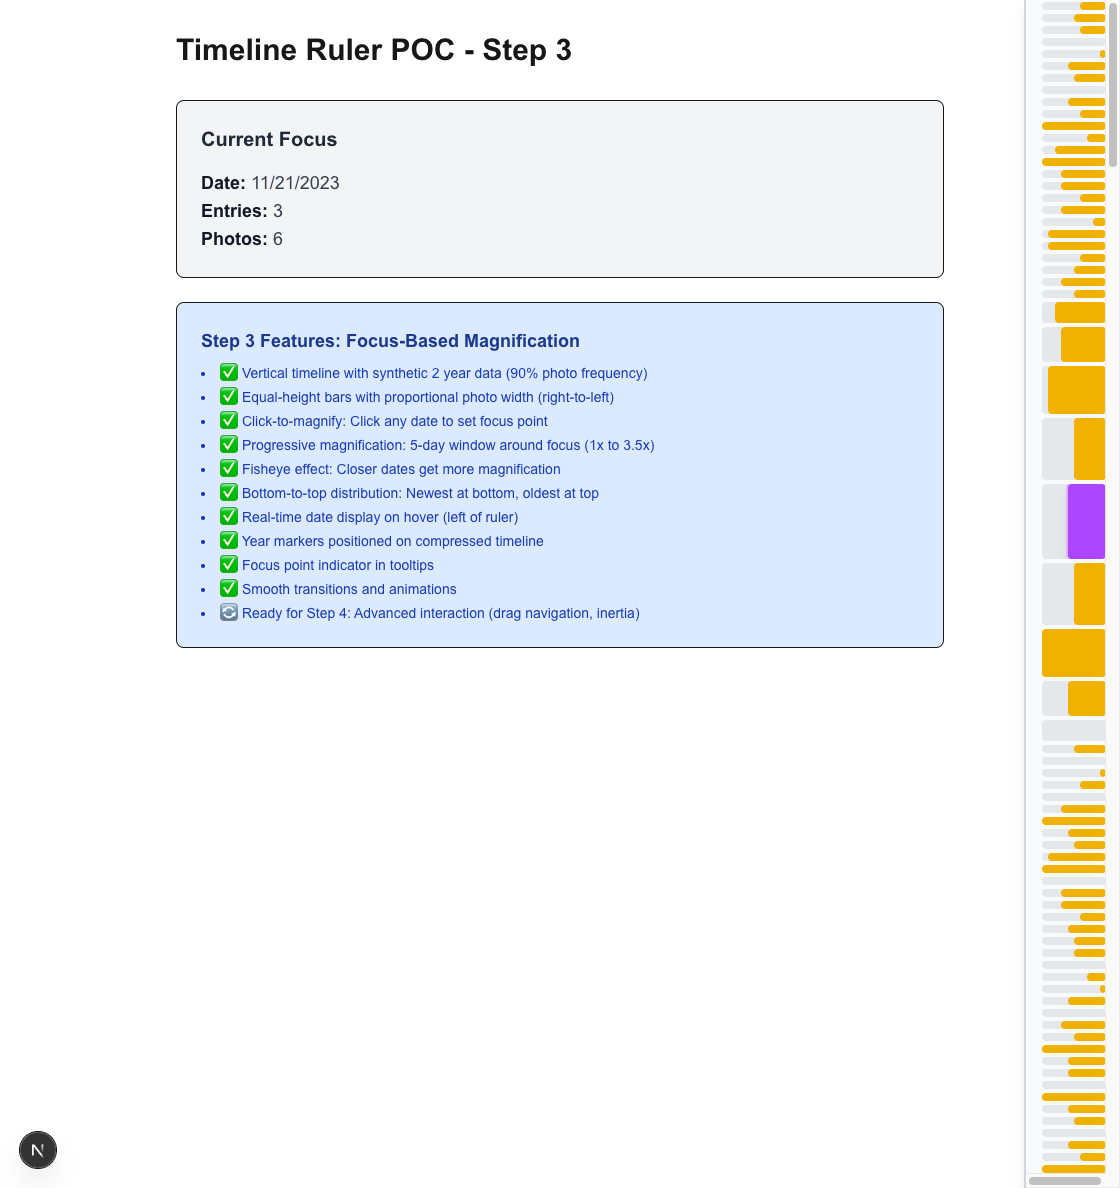 Timeline Ruler POC - Step 3
Current Focus
Date: 11/21/2023
Entries: 3
Photos: 6
Step 3 Features: Focus-Based Magnification
• ✅ Vertical timeline with synthetic 2 year data (90% photo frequency)
• ✅ Equal-height bars with proportional photo width (right-to-left)
• ✅ Click-to-magnify: Click any date to set focus point
• ✅ Progressive magnification: 5-day window around focus (1x to 3.5x)
• ✅ Fisheye effect: Closer dates get more magnification
• ✅ Bottom-to-top distribution: Newest at bottom, oldest at top
• ✅ Real-time date display on hover (left of ruler)
• ✅ Year markers positioned on compressed timeline
• ✅ Focus point indicator in tooltips
• ✅ Smooth transitions and animations
• 🔄 Ready for Step 4: Advanced interaction (drag navigation, inertia)
N